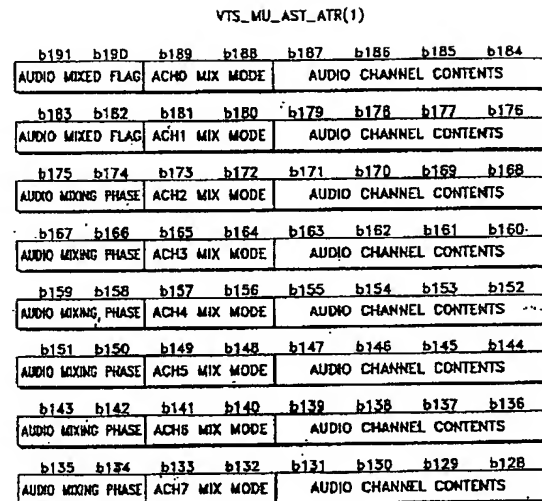 VTS_MU_AST_ATR(1)
b191 b190 b189 b188 b187 b186 b185 b184
AUDIO MIXED FLAG ACH0 MIX MODE AUDIO CHANNEL CONTENTS
b183 b182 b181 b180 b179 b178 b177 b176
AUDIO MIXED FLAG ACH1 MIX MODE AUDIO CHANNEL CONTENTS
b175 b174 b173 b172 b171 b170 b169 b168
AUDIO MIXING PHASE ACH2 MIX MODE AUDIO CHANNEL CONTENTS
b167 b166 b165 b164 b163 b162 b161 b160
AUDIO MIXING PHASE ACH3 MIX MODE AUDIO CHANNEL CONTENTS
b159 b158 b157 b156 b155 b154 b153 b152
AUDIO MIXING PHASE ACH4 MIX MODE AUDIO CHANNEL CONTENTS
b151 b150 b149 b148 b147 b146 b145 b144
AUDIO MIXING PHASE ACH5 MIX MODE AUDIO CHANNEL CONTENTS
b143 b142 b141 b140 b139 b138 b137 b136
AUDIO MIXING PHASE ACH6 MIX MODE AUDIO CHANNEL CONTENTS
b135 b134 b133 b132 b131 b130 b129 b128
AUDIO MIXING PHASE ACH7 MIX MODE AUDIO CHANNEL CONTENTS